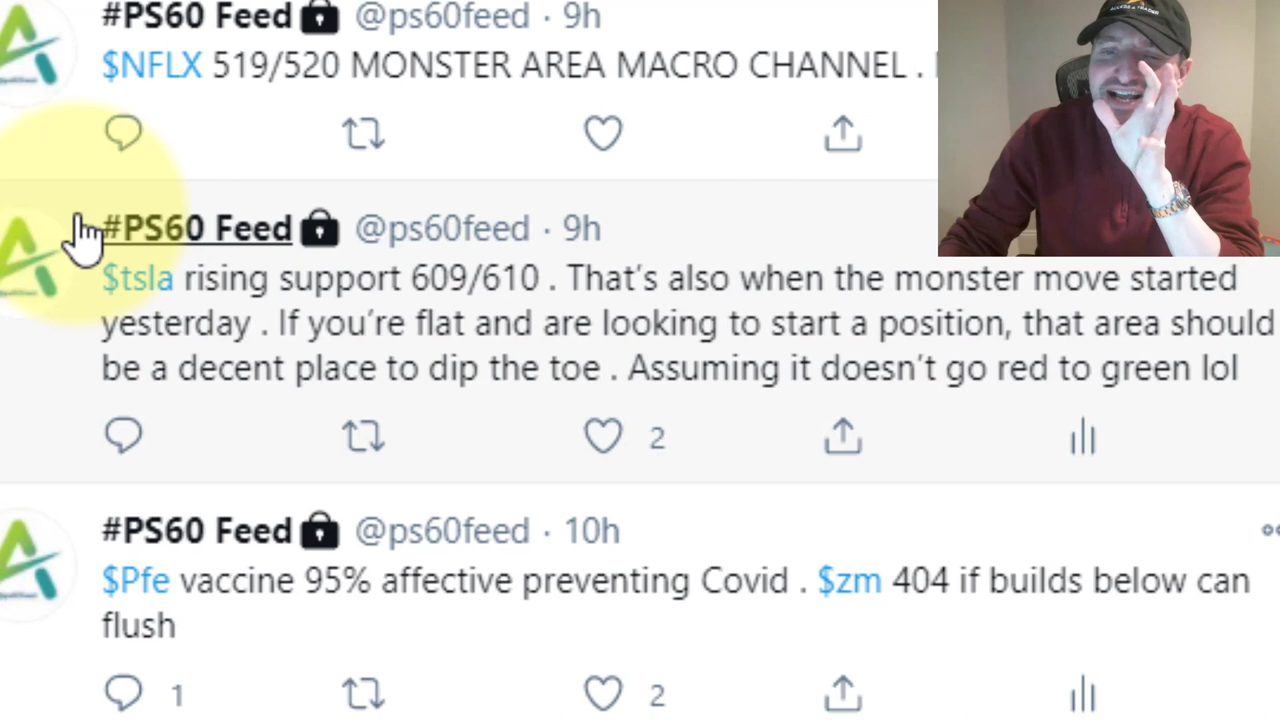 #PS60 Feed @ps60feed · 9h
$NFLX 519/520 MONSTER AREA MACRO CHANNEL .
#PS60 Feed @ps60feed · 9h
$tsla rising support 609/610 . That’s also when the monster move started
yesterday . If you’re flat and are looking to start a position, that area should
be a decent place to dip the toe . Assuming it doesn’t go red to green lol
2
#PS60 Feed @ps60feed · 10h
$Pfe vaccine 95% affective preventing Covid . $zm 404 if builds below can
flush
1 2